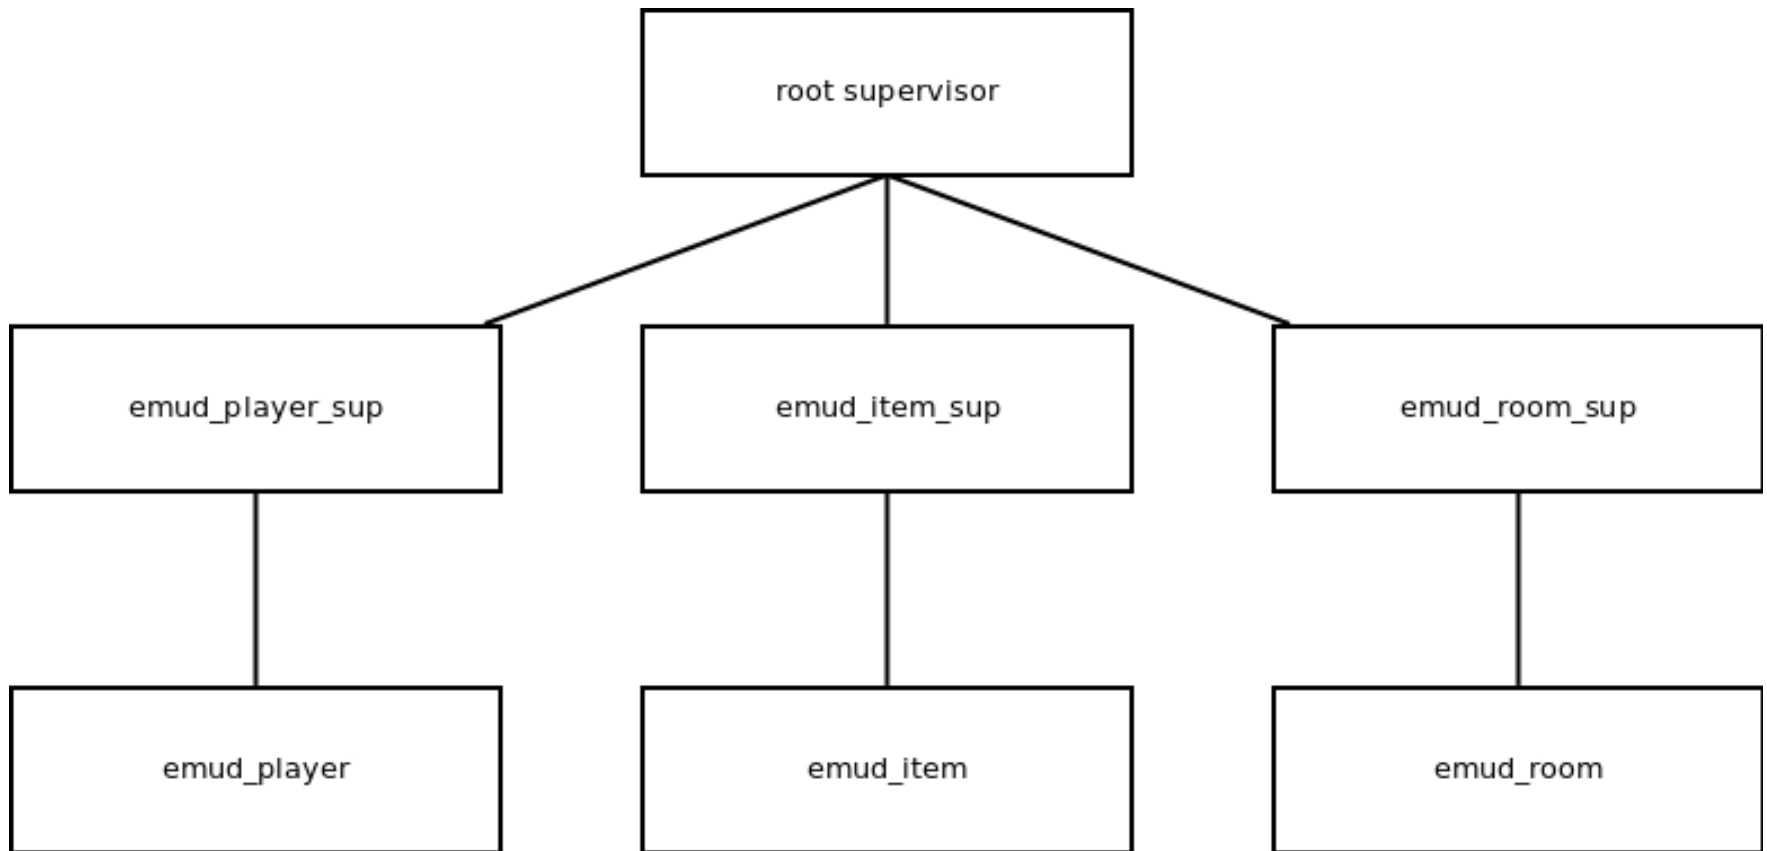 root supervisor
emud_player_sup
emud_item_sup
emud_room_sup
emud_player
emud_item
emud_room